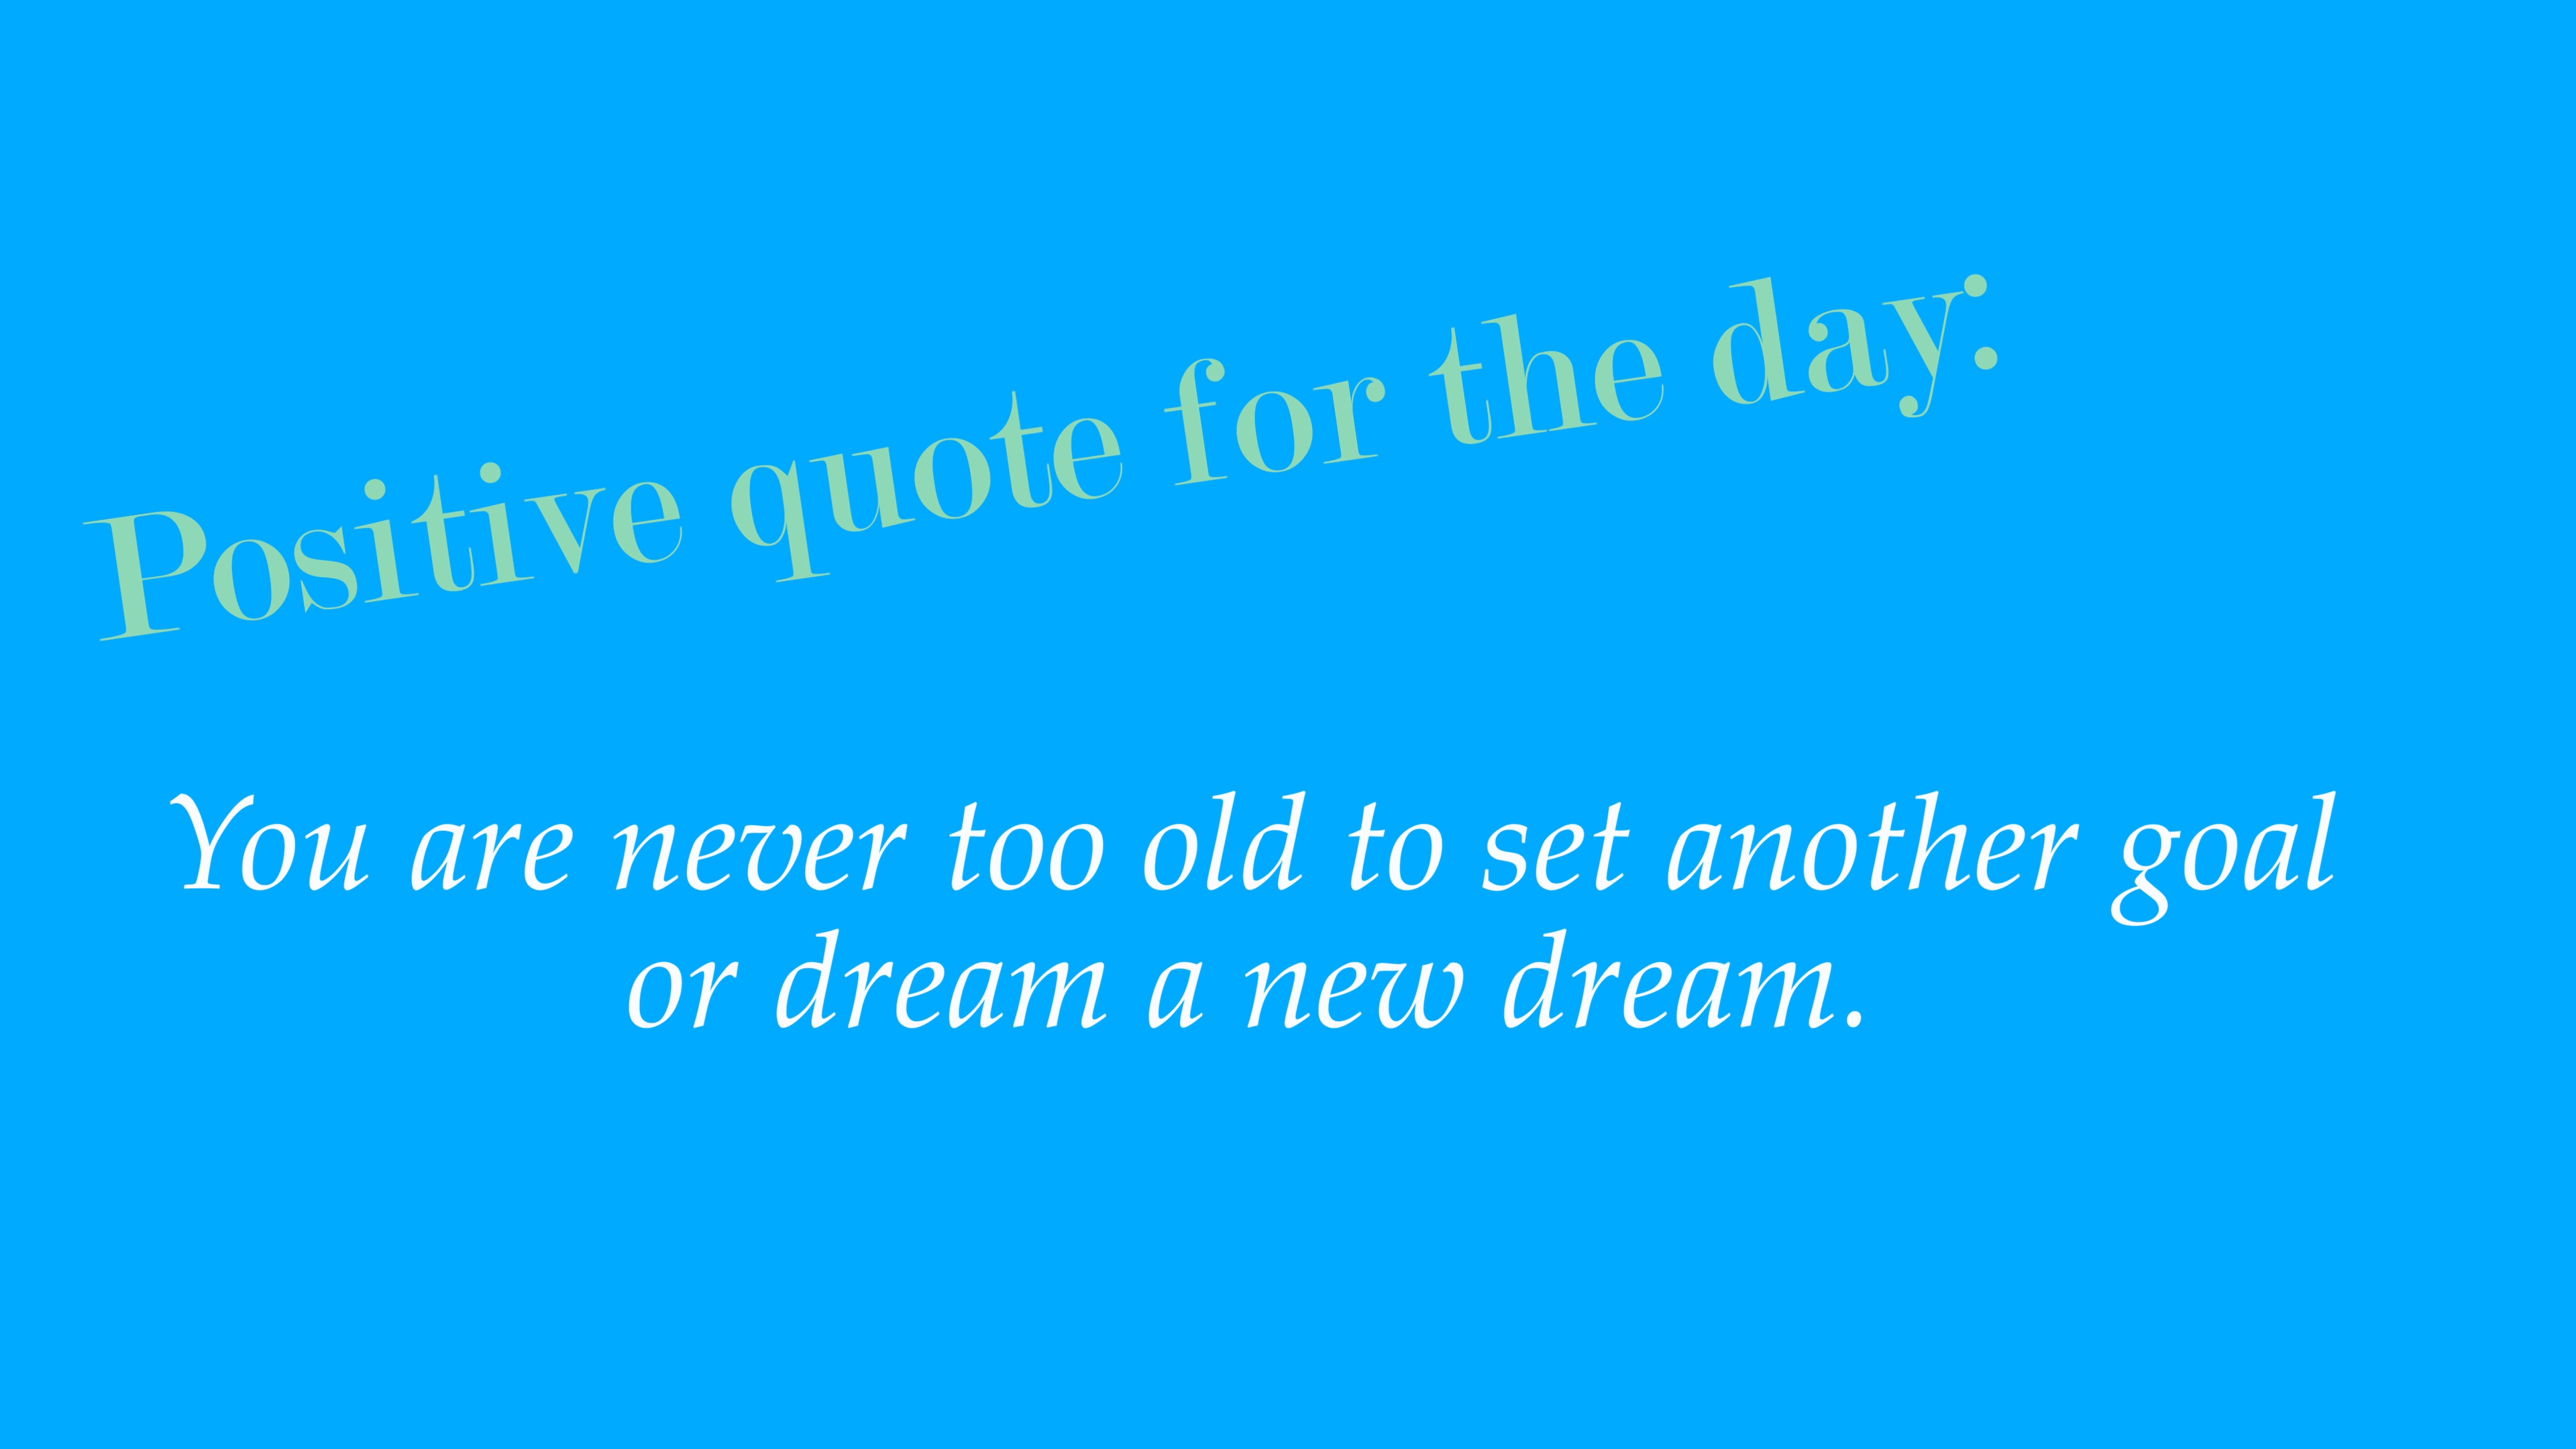 Positive quote for the day:
You are never too old to set another goal
or dream a new dream.